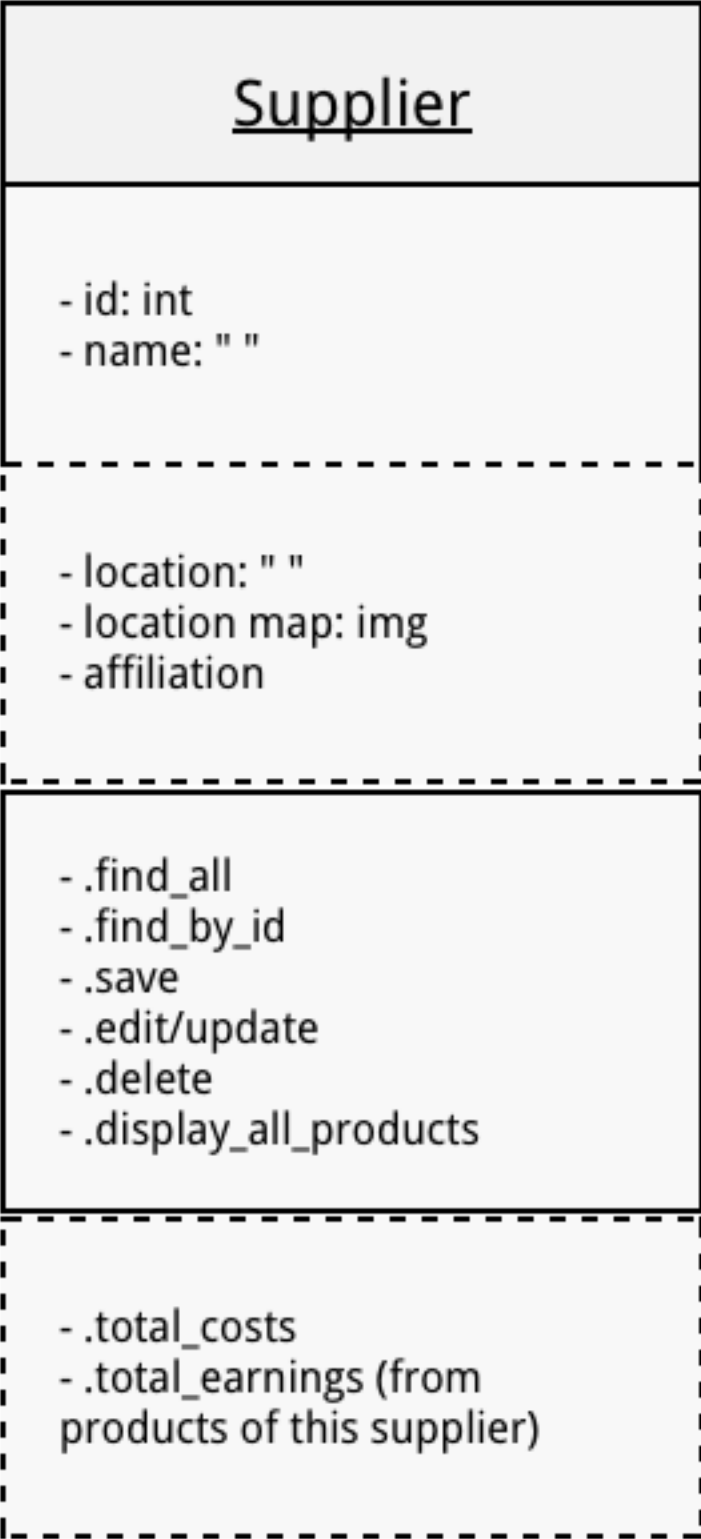 Supplier
- id: int
- name: " "
- location: " "
- location map: img
- affiliation
- .find_all
- .find_by_id
- .save
- .edit/update
- .delete
- .display_all_products
- .total_costs
- .total_earnings (from
products of this supplier)